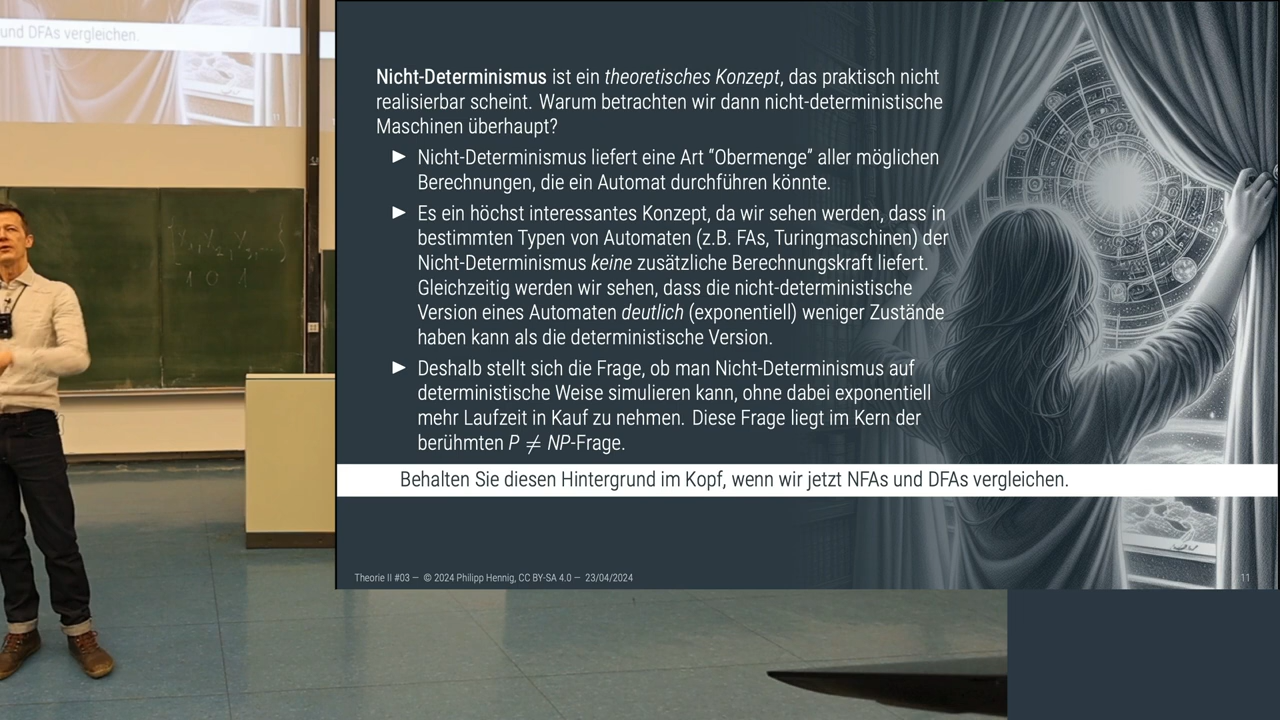 und DFAs vergleichen.
11
Nicht-Determinismus ist ein theoretisches Konzept, das praktisch nicht
realisierbar scheint. Warum betrachten wir dann nicht-deterministische
Maschinen überhaupt?
► Nicht-Determinismus liefert eine Art "Obermenge" aller möglichen
Berechnungen, die ein Automat durchführen könnte.
► Es ein höchst interessantes Konzept, da wir sehen werden, dass in
bestimmten Typen von Automaten (z.B. FAs, Turingmaschinen) der
Nicht-Determinismus keine zusätzliche Berechnungskraft liefert.
Gleichzeitig werden wir sehen, dass die nicht-deterministische
Version eines Automaten deutlich (exponentiell) weniger Zustände
haben kann als die deterministische Version.
► Deshalb stellt sich die Frage, ob man Nicht-Determinismus auf
deterministische Weise simulieren kann, ohne dabei exponentiell
mehr Laufzeit in Kauf zu nehmen. Diese Frage liegt im Kern der
berühmten P ≠ NP-Frage.
Behalten Sie diesen Hintergrund im Kopf, wenn wir jetzt NFAs und DFAs vergleichen.
Theorie II #03 — © 2024 Philipp Hennig, CC BY-SA 4.0 — 23/04/2024
11
1 0 1